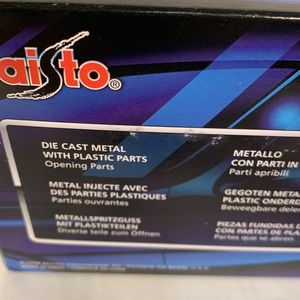 aisto®
DIE CAST METAL
WITH PLASTIC PARTS
Opening Parts
METAL INJECTE AVEC
DES PARTIES PLASTIQUES
Parties ouvrantes
METALLSPRITZGUSS
MIT PLASTIKTEILEN
Diverse teile zum Öffnen
METALLO
CON PARTI IN
Parti apribili
GEGOTEN METAL
PLASTIC ONDERD
Beweegbare dele
PIEZAS FUNDIDAS
CON PARTES DE PLA
Partes que se abren